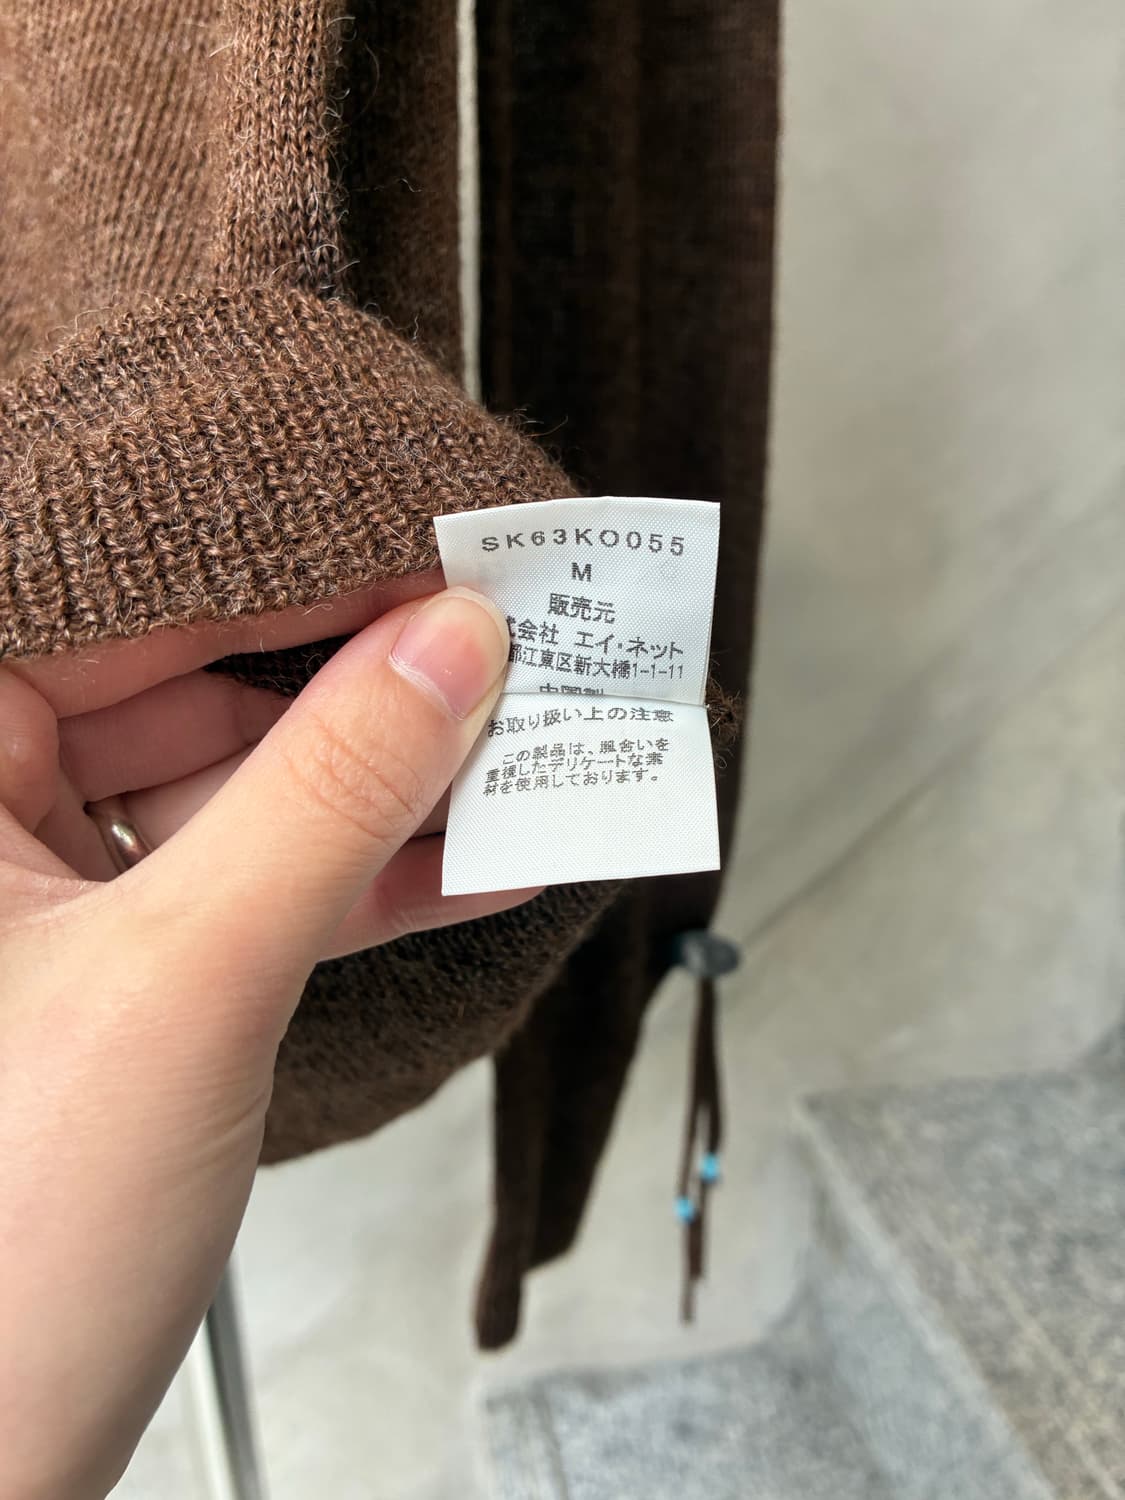 SK63KO055
M
販売元
式会社 エイ・ネット
都江東区新大橋1-1-11
中国製
お取り扱い上の注意
この製品は、風合いを
重視したデリケートな素
材を使用しております。